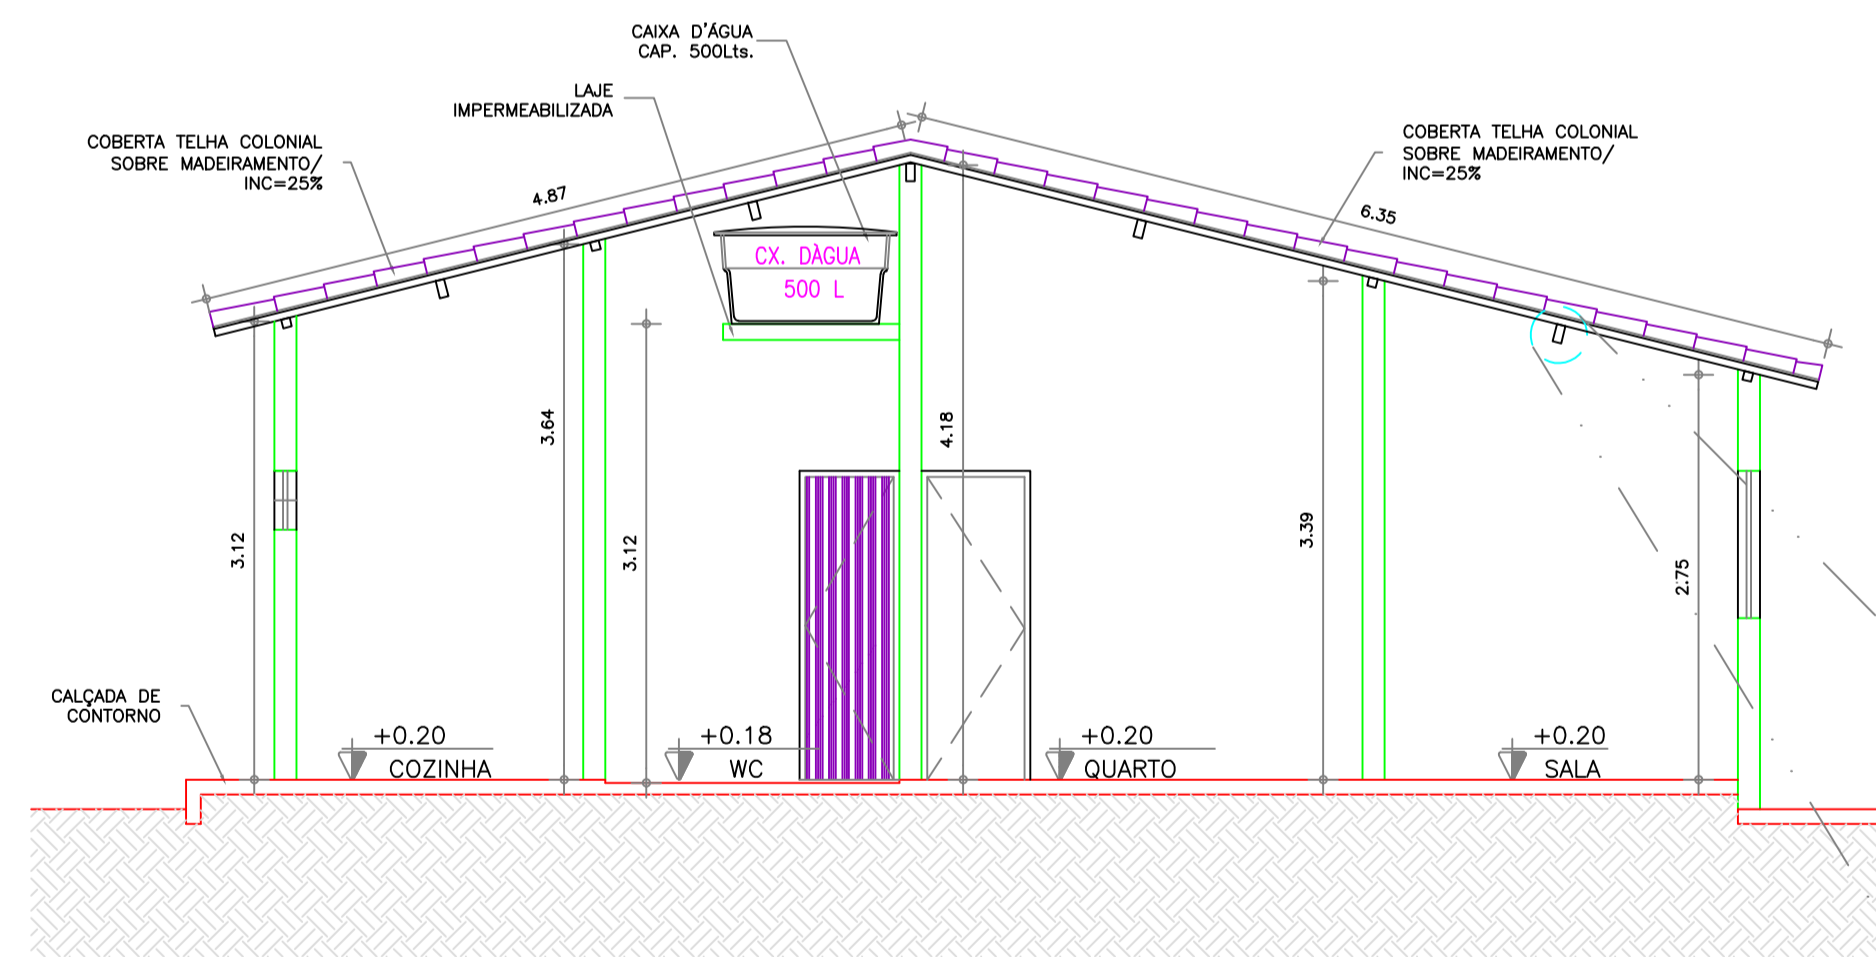 CAIXA D'ÁGUA
CAP. 500Lts.
LAJE
IMPERMEABILIZADA
COBERTA TELHA COLONIAL
SOBRE MADEIRAMENTO/
INC=25%
COBERTA TELHA COLONIAL
SOBRE MADEIRAMENTO/
INC=25%
4.87
6.35
CX. DÀGUA
500 L
3.64
4.18
3.12
3.12
3.39
2.75
CALÇADA DE
CONTORNO
+0.20
COZINHA
+0.18
WC
+0.20
QUARTO
+0.20
SALA